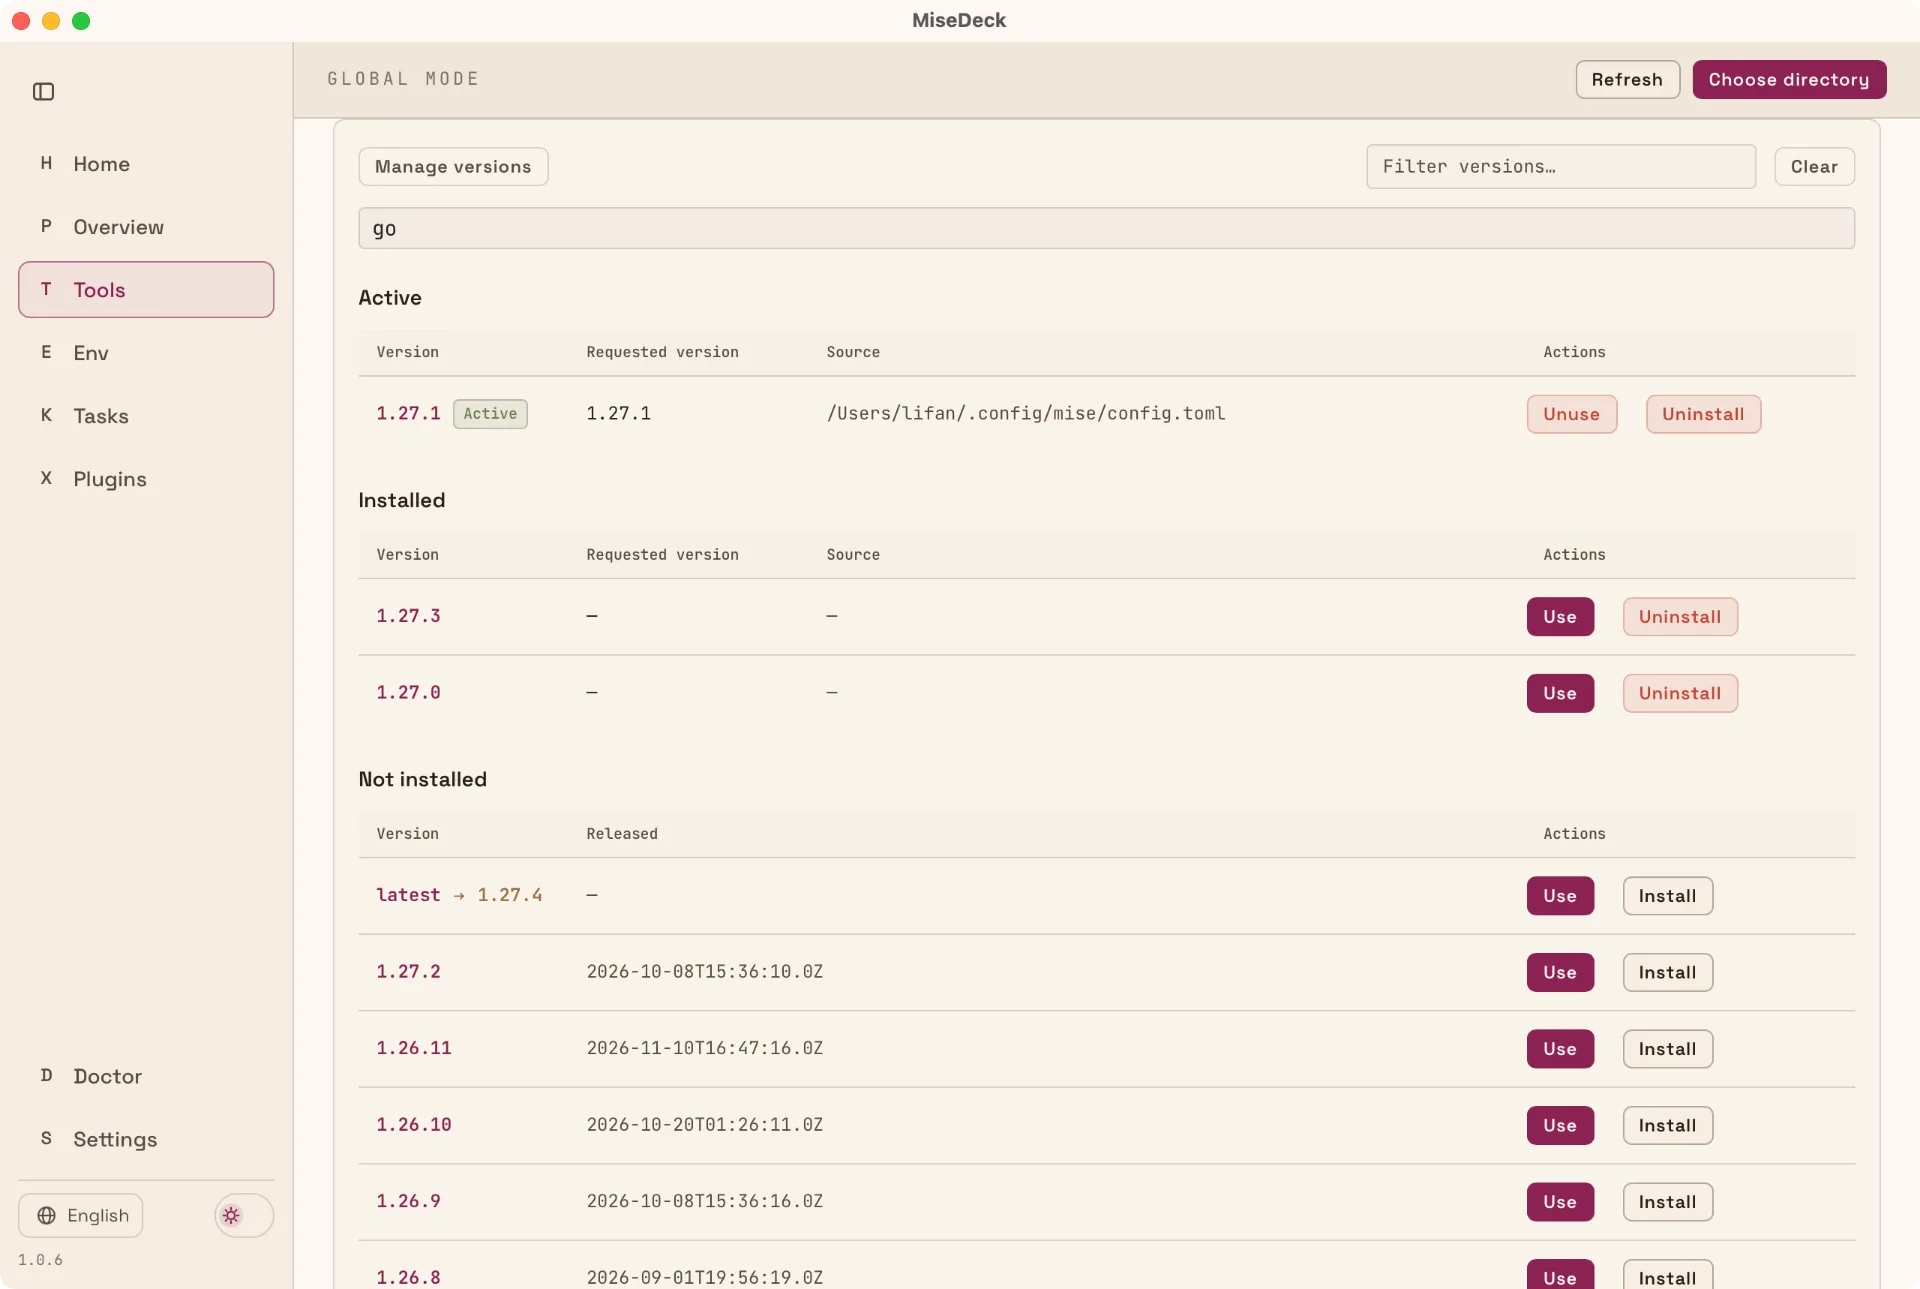 MiseDeck
GLOBAL MODE
Refresh
Choose directory
H Home
P Overview
T Tools
E Env
K Tasks
X Plugins
D Doctor
S Settings
English
1.0.6
Manage versions
Filter versions…
Clear
go
Active
Version Requested version Source Actions
1.27.1 Active 1.27.1 /Users/lifan/.config/mise/config.toml Unuse Uninstall
Installed
Version Requested version Source Actions
1.27.3 — — Use Uninstall
1.27.0 — — Use Uninstall
Not installed
Version Released Actions
latest → 1.27.4 — Use Install
1.27.2 2026-10-08T15:36:10.0Z Use Install
1.26.11 2026-11-10T16:47:16.0Z Use Install
1.26.10 2026-10-20T01:26:11.0Z Use Install
1.26.9 2026-10-08T15:36:16.0Z Use Install
1.26.8 2026-09-01T19:56:19.0Z Use Install